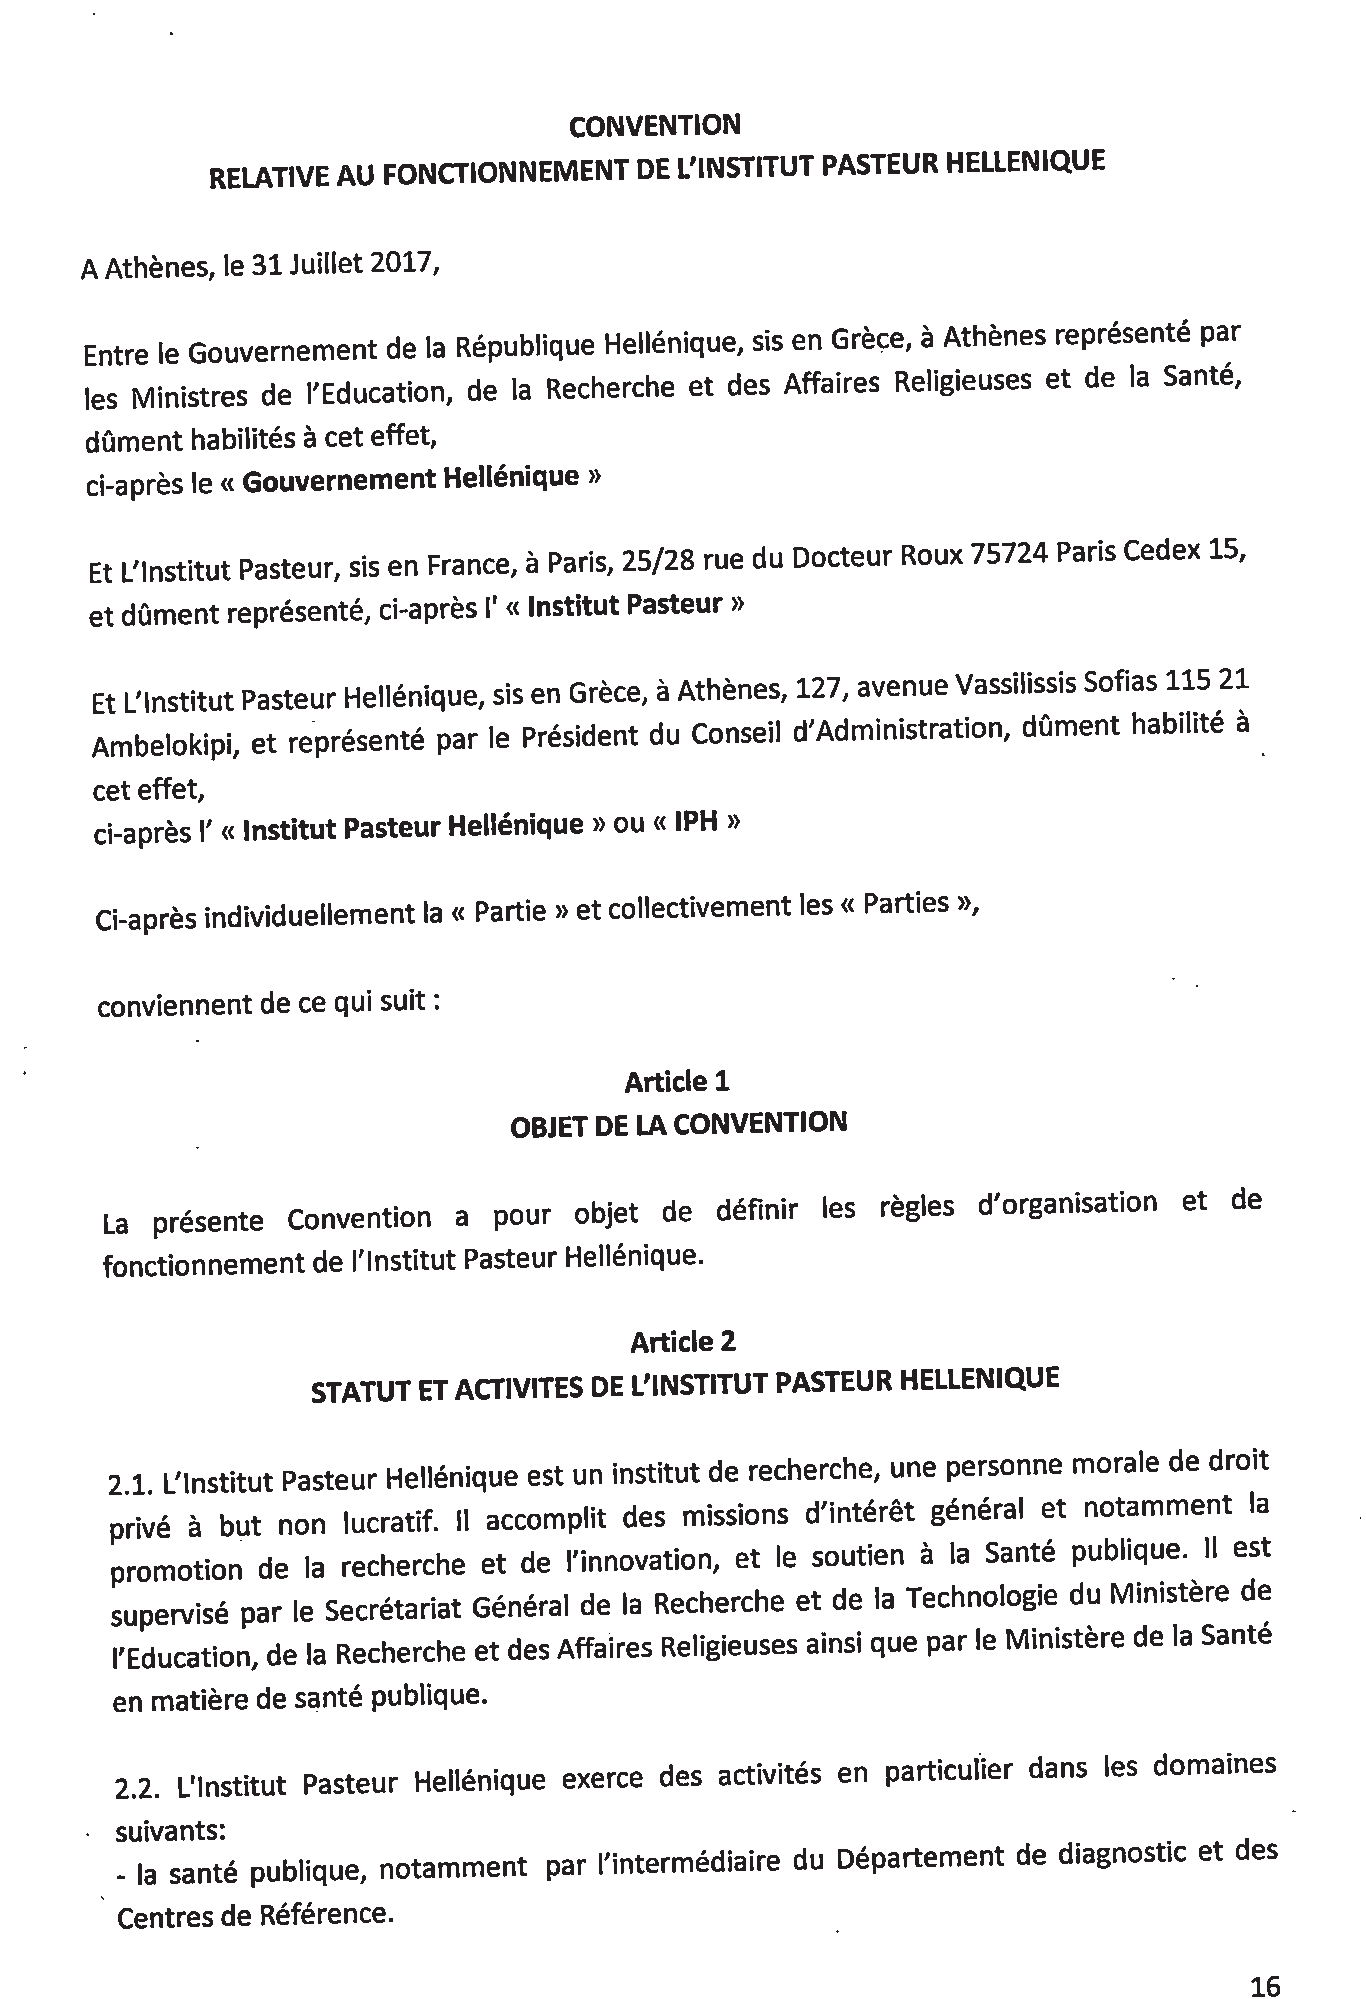 CONVENTION
RELATIVE AU FONCTIONNEMENT DE L'INSTITUT PASTEUR HELLENIQUE
A Athènes, le 31 Juillet 2017,
Entre le Gouvernement de la République Hellénique, sis en Grèce, à Athènes représenté par
les Ministres de l'Education, de la Recherche et des Affaires Religieuses et de la Santé,
dûment habilités à cet effet,
ci-après le « Gouvernement Hellénique »
Et L'Institut Pasteur, sis en France, à Paris, 25/28 rue du Docteur Roux 75724 Paris Cedex 15,
et dûment représenté, ci-après l' « Institut Pasteur »
Et L'Institut Pasteur Hellénique, sis en Grèce, à Athènes, 127, avenue Vassilissis Sofias 115 21
Ambelokipi, et représenté par le Président du Conseil d'Administration, dûment habilité à
cet effet,
ci-après l' « Institut Pasteur Hellénique » ou « IPH »
Ci-après individuellement la « Partie » et collectivement les « Parties »,
conviennent de ce qui suit :
Article 1
OBJET DE LA CONVENTION
La présente Convention a pour objet de définir les règles d'organisation et de
fonctionnement de l'Institut Pasteur Hellénique.
Article 2
STATUT ET ACTIVITES DE L'INSTITUT PASTEUR HELLENIQUE
2.1. L'Institut Pasteur Hellénique est un institut de recherche, une personne morale de droit
privé à but non lucratif. Il accomplit des missions d'intérêt général et notamment la
promotion de la recherche et de l'innovation, et le soutien à la Santé publique. Il est
supervisé par le Secrétariat Général de la Recherche et de la Technologie du Ministère de
l'Education, de la Recherche et des Affaires Religieuses ainsi que par le Ministère de la Santé
en matière de santé publique.
2.2. L'Institut Pasteur Hellénique exerce des activités en particulier dans les domaines
suivants:
- la santé publique, notamment par l'intermédiaire du Département de diagnostic et des
Centres de Référence.
16